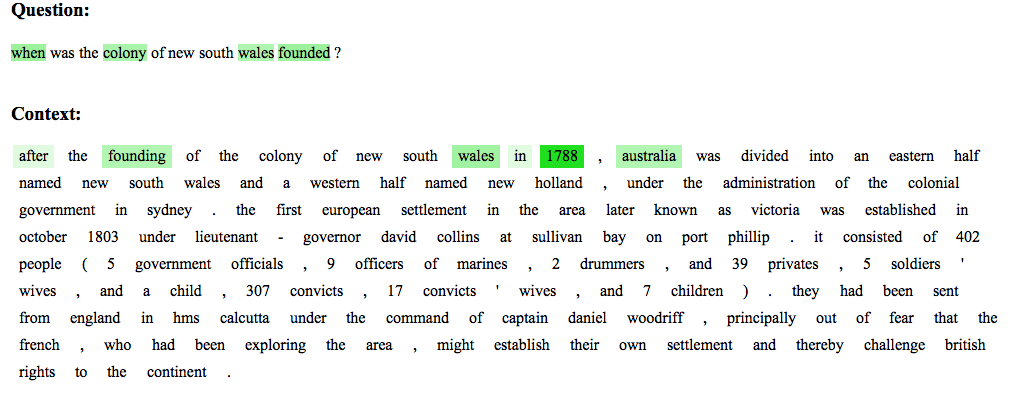 Question:
when was the colony of new south wales founded ?
Context:
after the founding of the colony of new south wales in 1788 , australia was divided into an eastern half
named new south wales and a western half named new holland , under the administration of the colonial
government in sydney . the first european settlement in the area later known as victoria was established in
october 1803 under lieutenant - governor david collins at sullivan bay on port phillip . it consisted of 402
people ( 5 government officials , 9 officers of marines , 2 drummers , and 39 privates , 5 soldiers '
wives , and a child , 307 convicts , 17 convicts ' wives , and 7 children ) . they had been sent
from england in hms calcutta under the command of captain daniel woodriff , principally out of fear that the
french , who had been exploring the area , might establish their own settlement and thereby challenge british
rights to the continent .